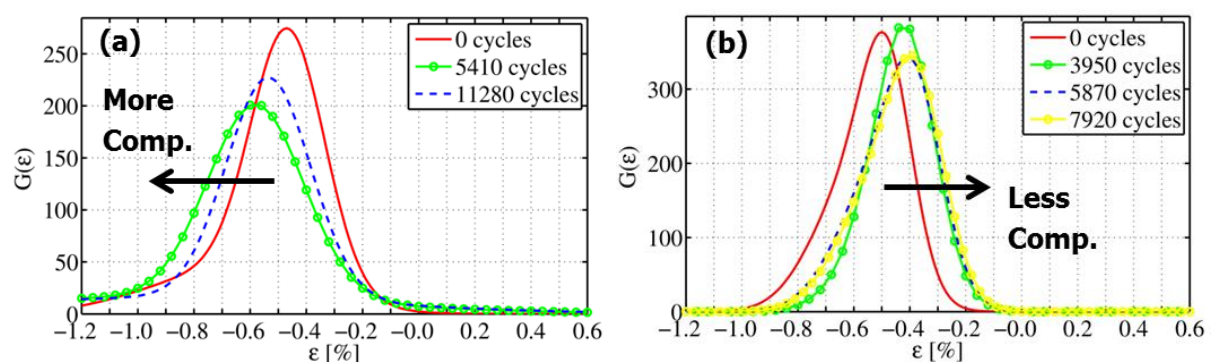 (a)
0 cycles
5410 cycles
11280 cycles
More
Comp.
G(ε)
250
200
150
100
50
0
−1.2 −1.0 −0.8 −0.6 −0.4 −0.2 −0.0 0.2 0.4 0.6
ε [%]
(b)
0 cycles
3950 cycles
5870 cycles
7920 cycles
Less
Comp.
G(ε)
300
200
100
0
−1.2 −1.0 −0.8 −0.6 −0.4 −0.2 −0.0 0.2 0.4 0.6
ε [%]